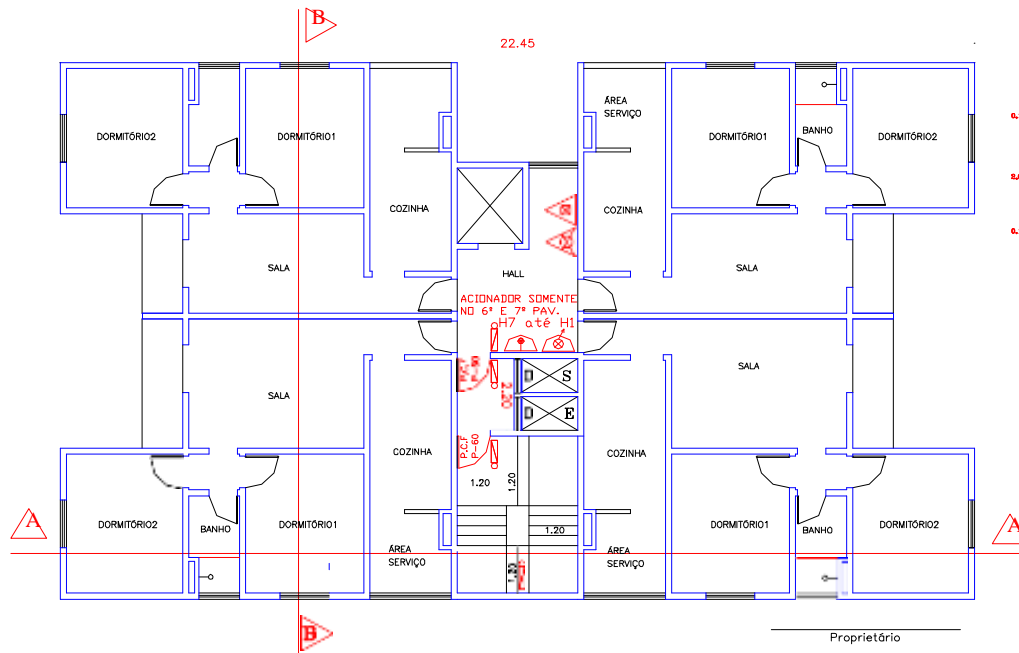 B
22.45
ÁREA
SERVIÇO
DORMITÓRIO2
DORMITÓRIO1
DORMITÓRIO1
BANHO
DORMITÓRIO2
COZINHA
COZINHA
SALA
HALL
SALA
ACIONADOR SOMENTE
NO 6º E 7º PAV.
H7 até H1
SALA
SALA
2.20
D
S
D
E
P.C.F
P-60
COZINHA
COZINHA
1.20
1.20
A
DORMITÓRIO2
BANHO
DORMITÓRIO1
1.20
DORMITÓRIO1
BANHO
DORMITÓRIO2
A
ÁREA
SERVIÇO
ÁREA
SERVIÇO
1.20
B
Proprietário